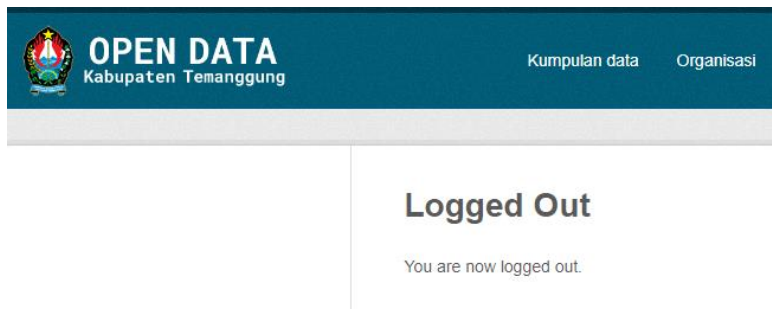 OPEN DATA
Kabupaten Temanggung
Kumpulan data
Organisasi
Logged Out
You are now logged out.